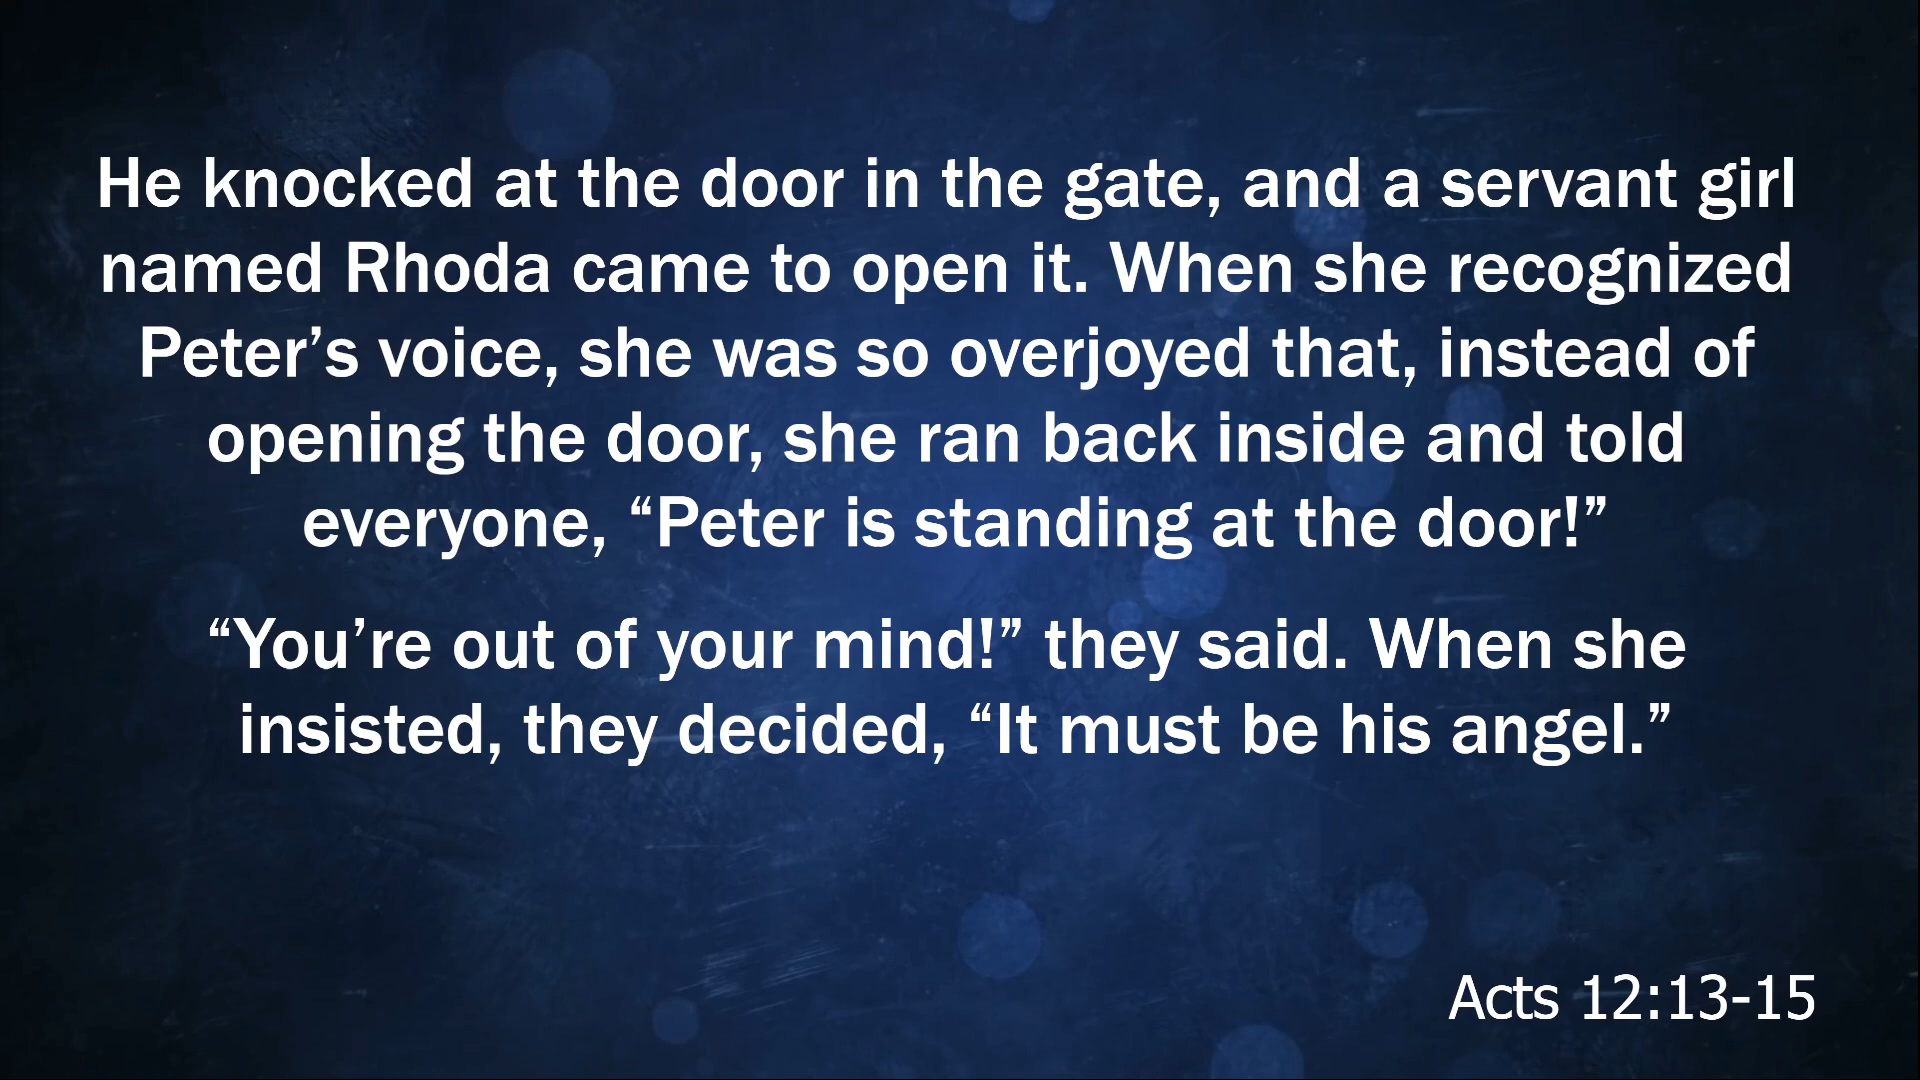 He knocked at the door in the gate, and a servant girl
named Rhoda came to open it. When she recognized
Peter’s voice, she was so overjoyed that, instead of
opening the door, she ran back inside and told
everyone, “Peter is standing at the door!”
“You’re out of your mind!” they said. When she
insisted, they decided, “It must be his angel.”
Acts 12:13-15